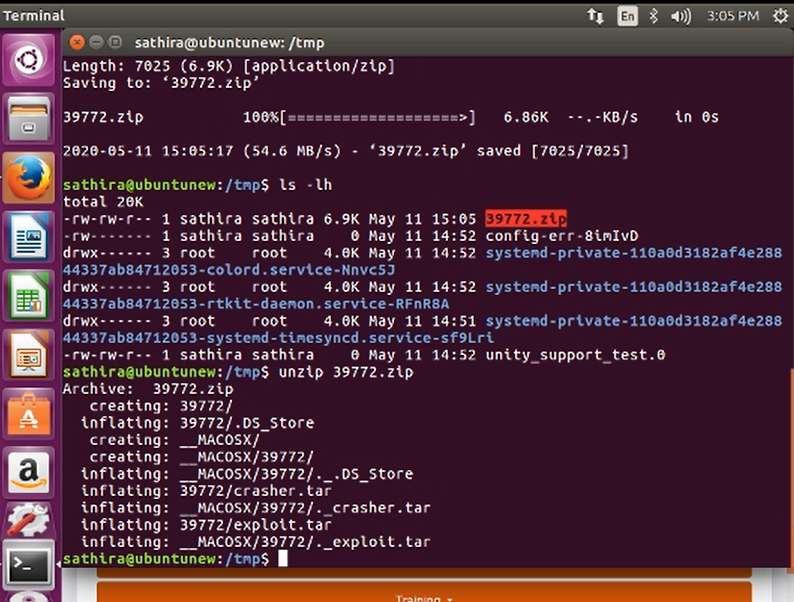 Terminal
En
3:05 PM
sathira@ubuntunew: /tmp
Length: 7025 (6.9K) [application/zip]
Saving to: ‘39772.zip’
39772.zip 100%[===================>] 6.86K --.-KB/s in 0s
2020-05-11 15:05:17 (54.6 MB/s) - ‘39772.zip’ saved [7025/7025]
sathira@ubuntunew:/tmp$ ls -lh
total 20K
-rw-rw-r-- 1 sathira sathira 6.9K May 11 15:05 39772.zip
-rw------- 1 sathira sathira 0 May 11 14:52 config-err-8imIvD
drwx------ 3 root root 4.0K May 11 14:52 systemd-private-110a0d3182af4e288
44337ab84712053-colord.service-Nnvc5J
drwx------ 3 root root 4.0K May 11 14:52 systemd-private-110a0d3182af4e288
44337ab84712053-rtkit-daemon.service-RFnR8A
drwx------ 3 root root 4.0K May 11 14:51 systemd-private-110a0d3182af4e288
44337ab84712053-systemd-timesyncd.service-sf9Lri
-rw-rw-r-- 1 sathira sathira 0 May 11 14:52 unity_support_test.0
sathira@ubuntunew:/tmp$ unzip 39772.zip
Archive: 39772.zip
creating: 39772/
inflating: 39772/.DS_Store
creating: __MACOSX/
creating: __MACOSX/39772/
inflating: __MACOSX/39772/._.DS_Store
inflating: 39772/crasher.tar
inflating: __MACOSX/39772/._crasher.tar
inflating: 39772/exploit.tar
inflating: __MACOSX/39772/._exploit.tar
sathira@ubuntunew:/tmp$
Training